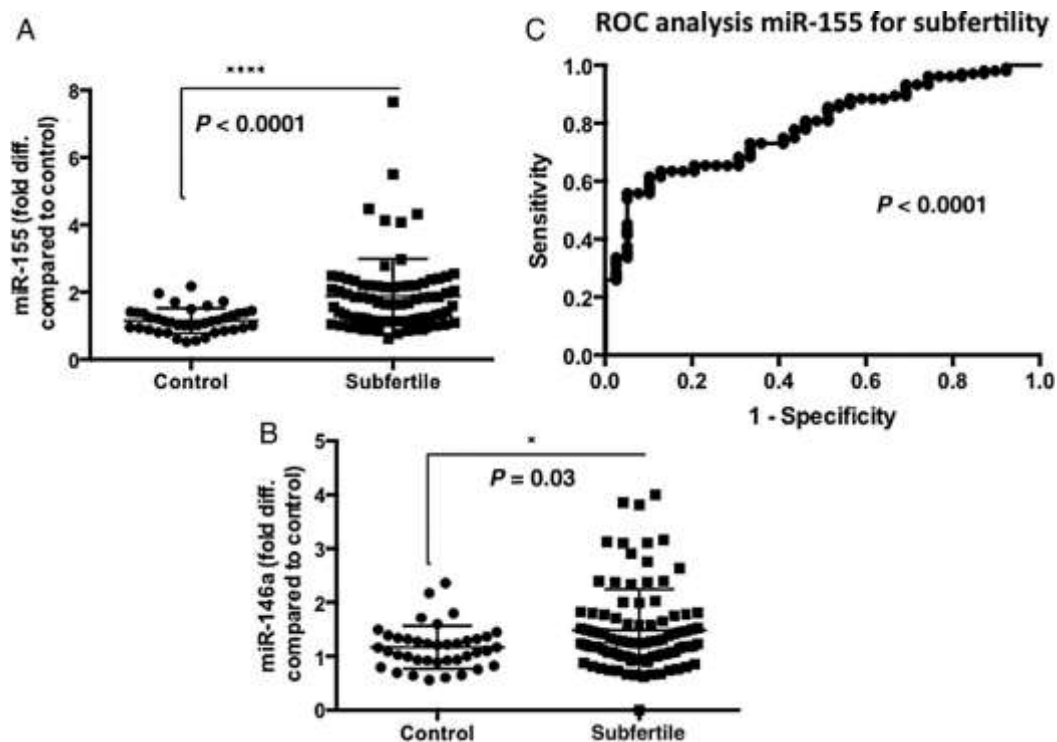 A
****
P < 0.0001
miR-155 (fold diff.
compared to control)
8
6
4
2
0
Control
Subfertile
C
ROC analysis miR-155 for subfertility
Sensitivity
1.0
0.8
0.6
0.4
0.2
0.0
P < 0.0001
0.0 0.2 0.4 0.6 0.8 1.0
1 - Specificity
B
*
P = 0.03
miR-146a (fold diff.
compared to control)
5
4
3
2
1
0
Control
Subfertile